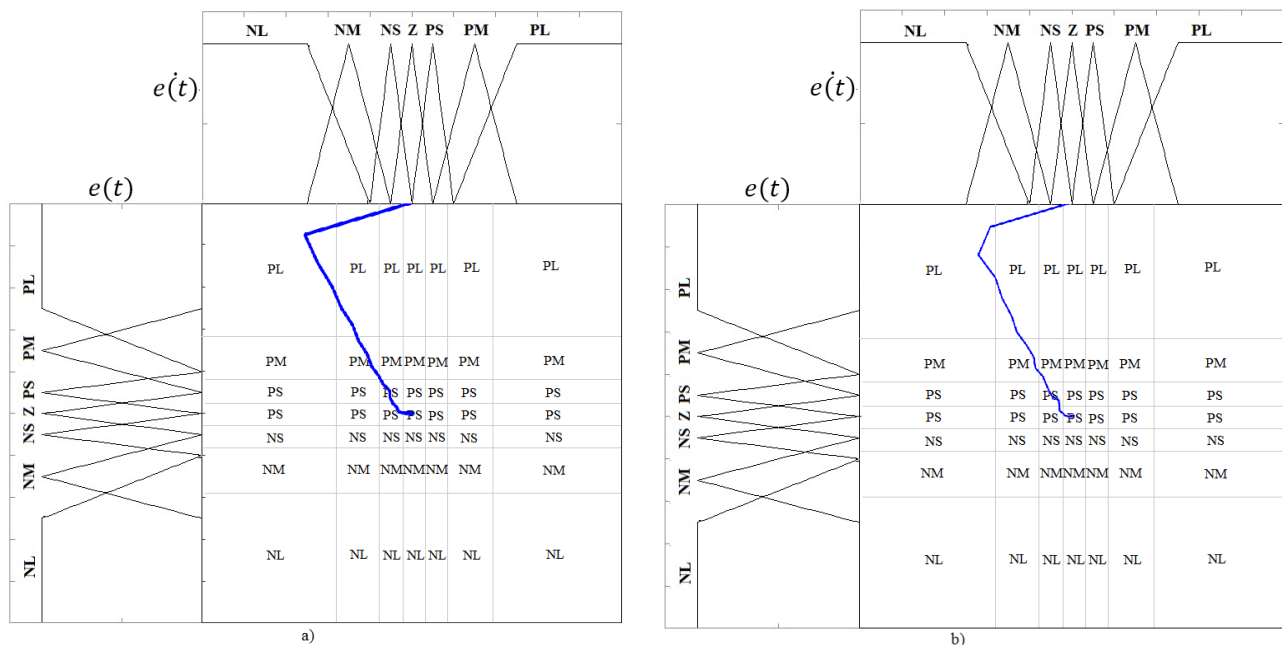 NL NM NS Z PS PM PL
ė(t)
e(t)
PL
PM
PS
Z
NS
NM
NL
PL PL PL PL PL PL PL
PM PM PM PM PM PM PM
PS PS PS PS PS PS PS
PS PS PS PS PS PS PS
NS NS NS NS NS NS NS
NM NM NM NM NM NM NM
NL NL NL NL NL NL NL
a)
NL NM NS Z PS PM PL
ė(t)
e(t)
PL
PM
PS
Z
NS
NM
NL
PL PL PL PL PL PL PL
PM PM PM PM PM PM PM
PS PS PS PS PS PS PS
PS PS PS PS PS PS PS
NS NS NS NS NS NS NS
NM NM NM NM NM NM NM
NL NL NL NL NL NL NL
b)